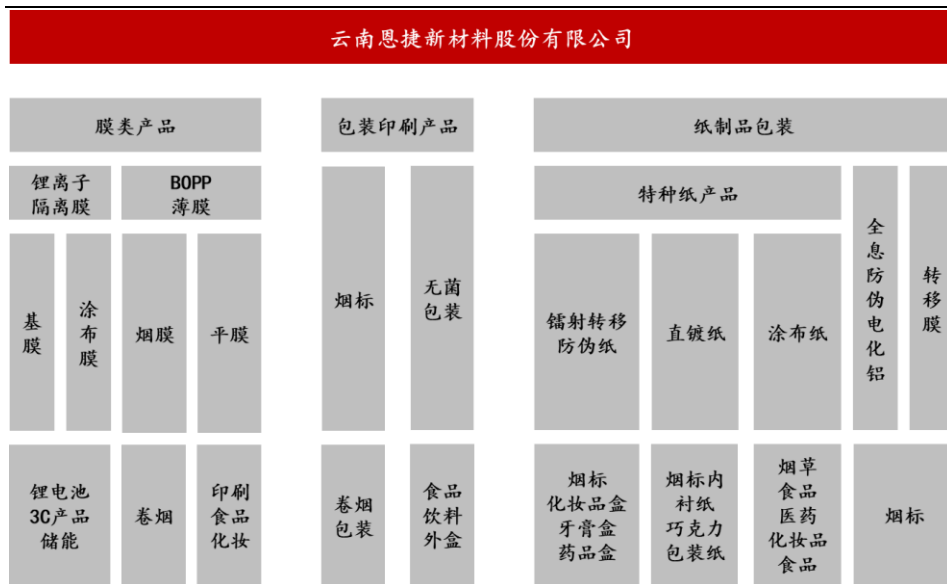 云南恩捷新材料股份有限公司
膜类产品
包装印刷产品
纸制品包装
锂离子
隔离膜
BOPP
薄膜
特种纸产品
基膜
涂布膜
烟膜
平膜
烟标
无菌
包装
镭射转移
防伪纸
直镀纸
涂布纸
全息防伪电化铝
转移膜
锂电池
3C产品
储能
卷烟
印刷
食品
化妆
卷烟
包装
食品
饮料
外盒
烟标
化妆品盒
牙膏盒
药品盒
烟标内
衬纸
巧克力
包装纸
烟草
食品
医药
化妆品
食品
烟标